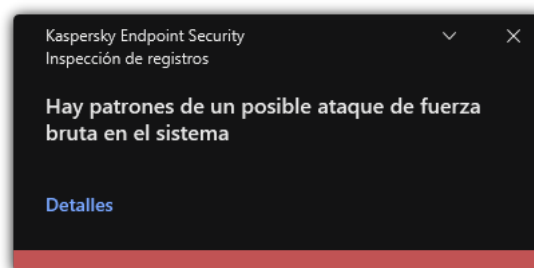 Kaspersky Endpoint Security
Inspección de registros
Hay patrones de un posible ataque de fuerza
bruta en el sistema
Detalles